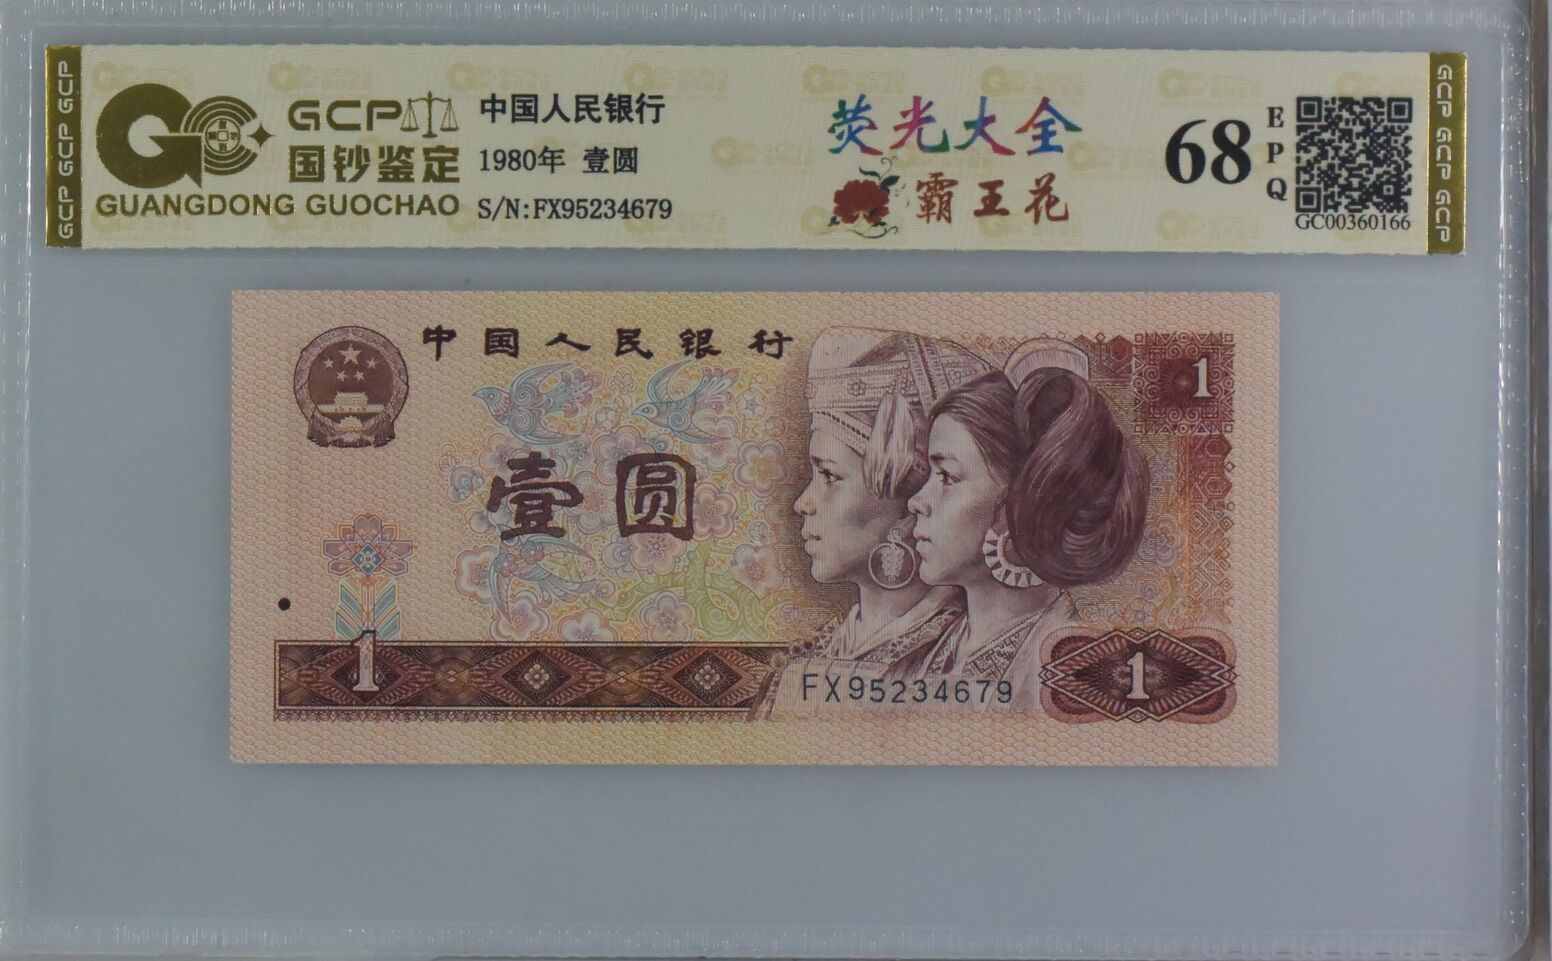 GCP GCP GCP
GCP
国钞鉴定
GUANGDONG GUOCHAO
中国人民银行
1980年 壹圆
S/N:FX95234679
荧光大全
霸王花
68
EPQ
GC00360166
GCP GCP GCP
中国人民银行
1
壹圆
1
FX95234679
1